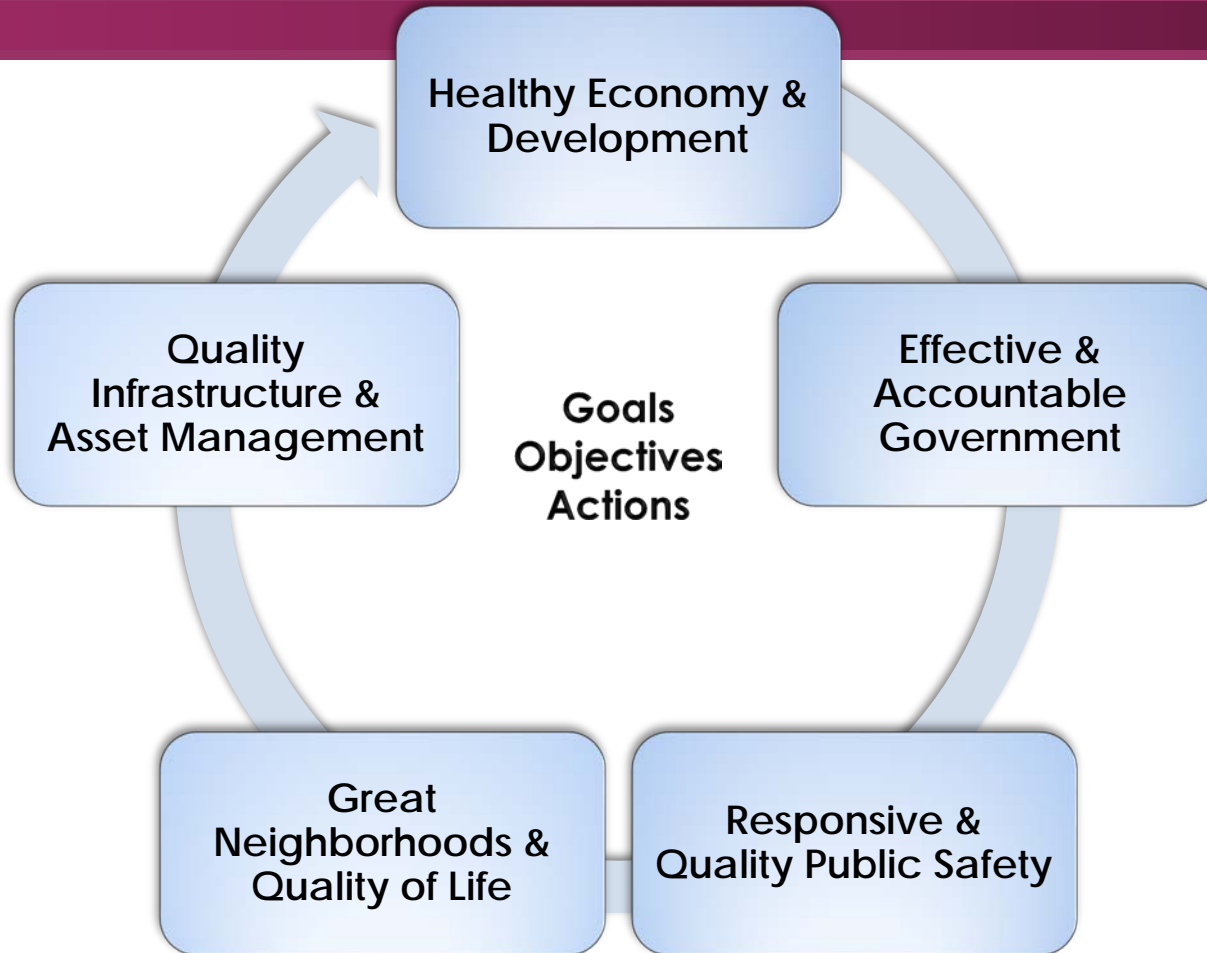 Healthy Economy &
Development
Quality
Infrastructure &
Asset Management
Effective &
Accountable
Government
Goals
Objectives
Actions
Great
Neighborhoods &
Quality of Life
Responsive &
Quality Public Safety